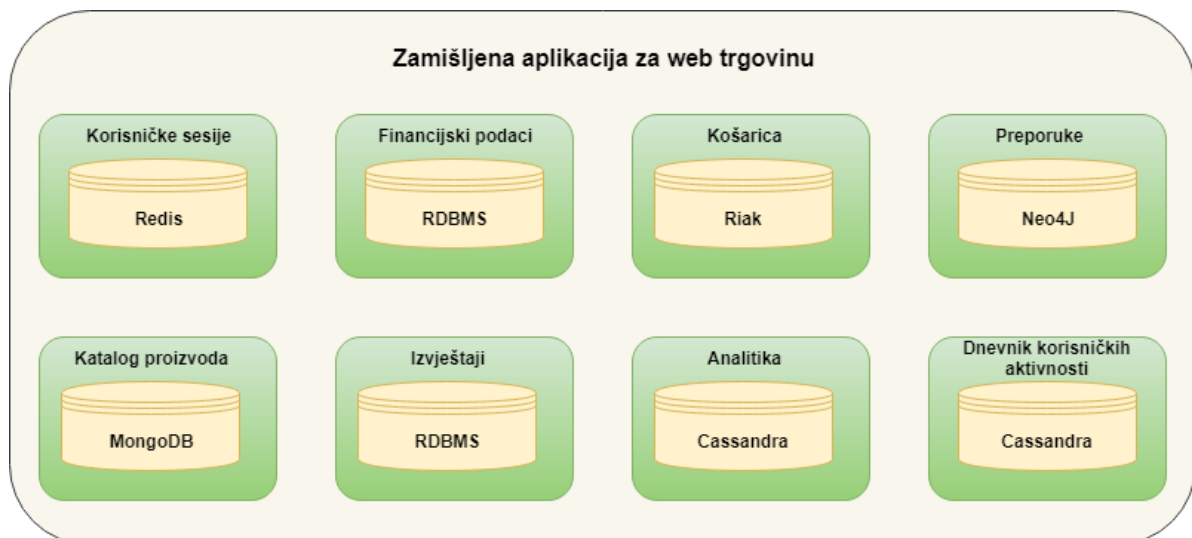 Zamišljena aplikacija za web trgovinu
Korisničke sesije
Redis
Financijski podaci
RDBMS
Košarica
Riak
Preporuke
Neo4J
Katalog proizvoda
MongoDB
Izvještaji
RDBMS
Analitika
Cassandra
Dnevnik korisničkih
aktivnosti
Cassandra